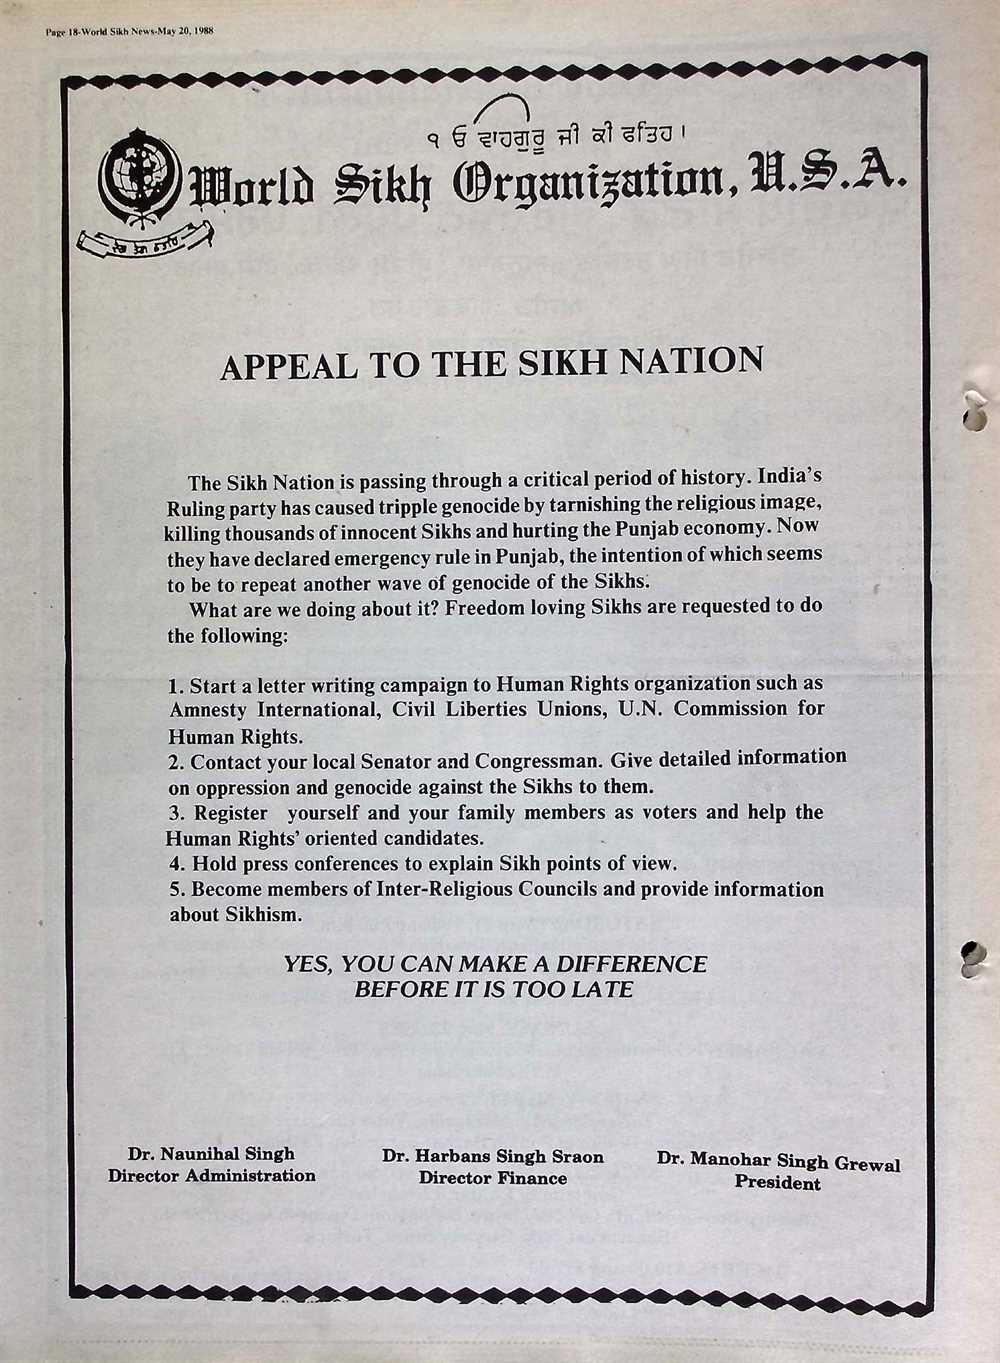 Page 18-World Sikh News-May 20, 1988
੧ ਓ ਵਾਹਗੁਰੂ ਜੀ ਕੀ ਫਤਿਹ।
World Sikh Organization, U.S.A.
ਦੇਗ ਤੇਗ ਫਤਹਿ
APPEAL TO THE SIKH NATION
The Sikh Nation is passing through a critical period of history. India's
Ruling party has caused tripple genocide by tarnishing the religious image,
killing thousands of innocent Sikhs and hurting the Punjab economy. Now
they have declared emergency rule in Punjab, the intention of which seems
to be to repeat another wave of genocide of the Sikhs.
What are we doing about it? Freedom loving Sikhs are requested to do
the following:
1. Start a letter writing campaign to Human Rights organization such as
Amnesty International, Civil Liberties Unions, U.N. Commission for
Human Rights.
2. Contact your local Senator and Congressman. Give detailed information
on oppression and genocide against the Sikhs to them.
3. Register yourself and your family members as voters and help the
Human Rights' oriented candidates.
4. Hold press conferences to explain Sikh points of view.
5. Become members of Inter-Religious Councils and provide information
about Sikhism.
YES, YOU CAN MAKE A DIFFERENCE
BEFORE IT IS TOO LATE
Dr. Naunihal Singh
Director Administration
Dr. Harbans Singh Sraon
Director Finance
Dr. Manohar Singh Grewal
President